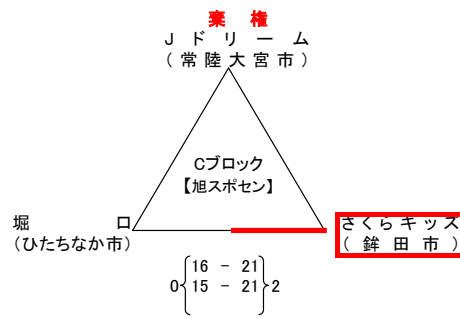 棄権
Jドリーム
(常陸大宮市)
Cブロック
【旭スポセン】
堀口
(ひたちなか市)
さくらキッズ
(鉾田市)
16 - 21
0 15 - 21 2